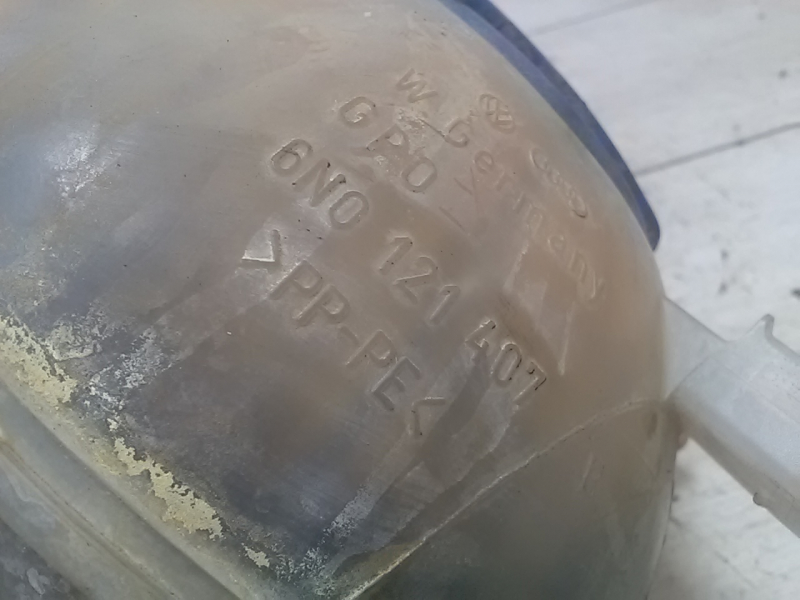 W.Germany
GPO
6N0 121 407
>PP-PE<